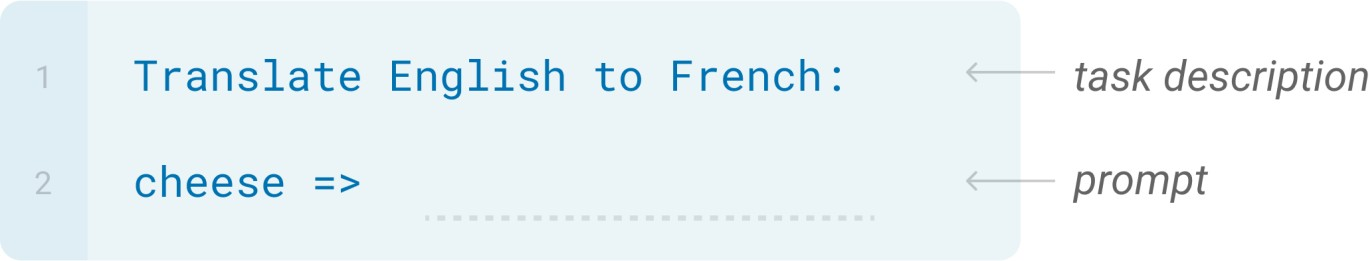 1 Translate English to French: task description
2 cheese => prompt